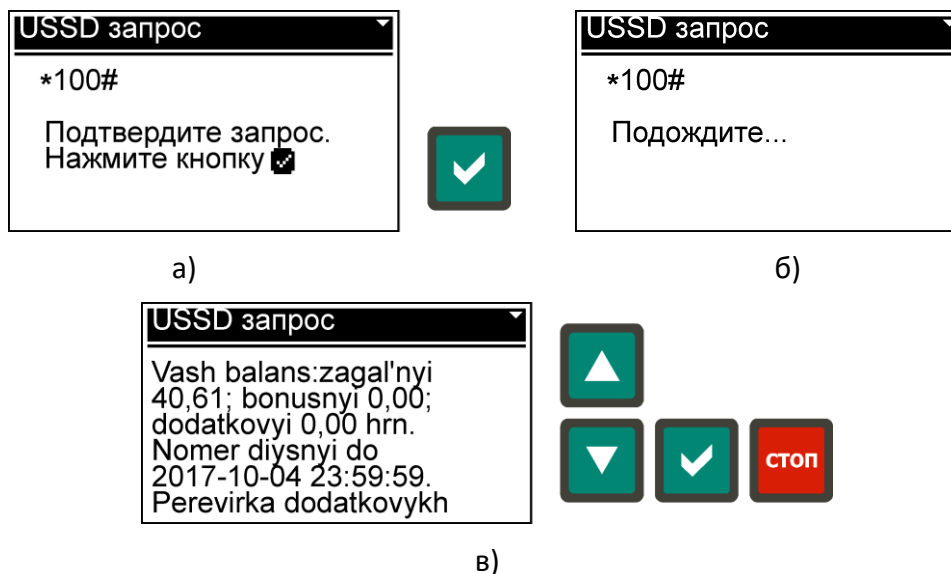 USSD запрос
*100#
Подтвердите запрос.
Нажмите кнопку
а)
USSD запрос
*100#
Подождите...
б)
USSD запрос
Vash balans:zagal'nyi
40,61; bonusnyi 0,00;
dodatkovyi 0,00 hrn.
Nomer diysnyi do
2017-10-04 23:59:59.
Perevirka dodatkovykh
стоп
в)